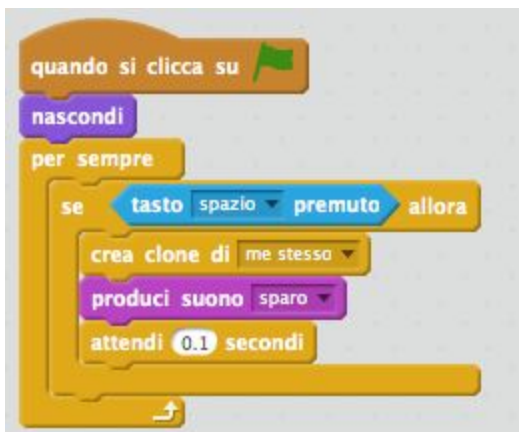 quando si clicca su
nascondi
per sempre
se tasto spazio premuto allora
crea clone di me stesso
produci suono sparo
attendi 0.1 secondi